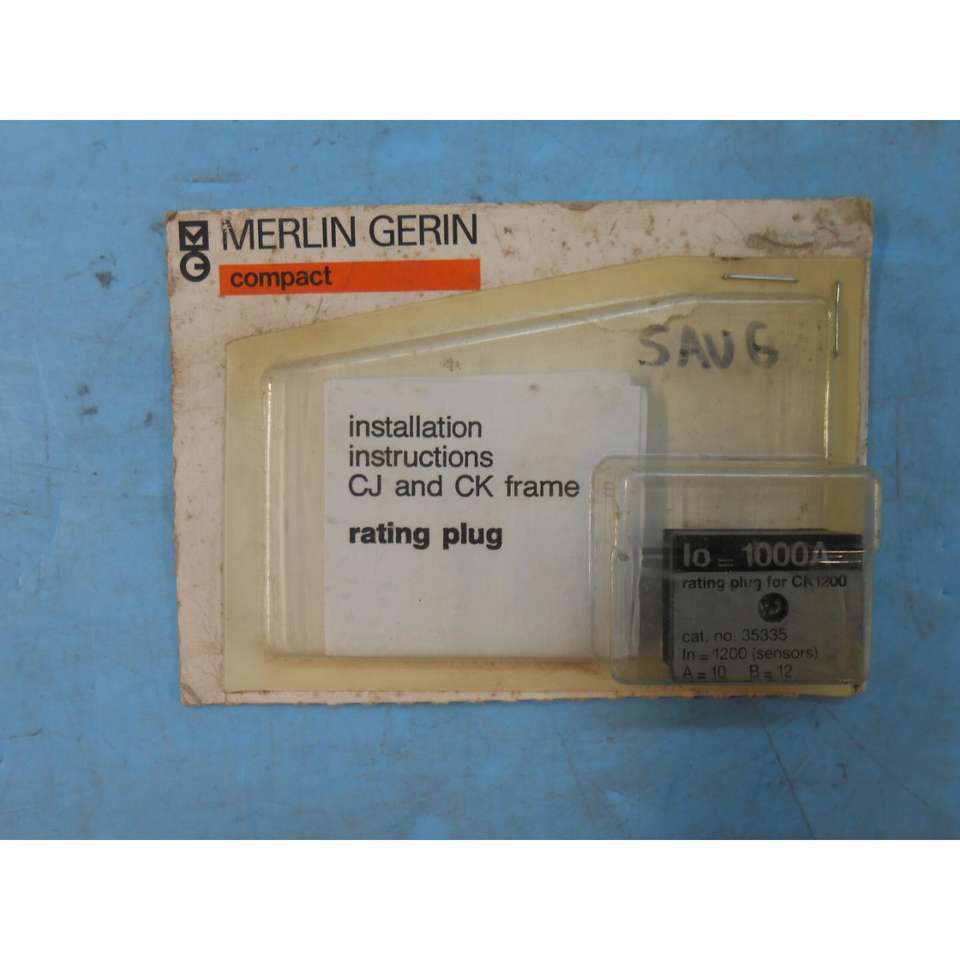 MERLIN GERIN
compact
SAVG
installation
instructions
CJ and CK frame s
rating plug
Io = 1000A
rating plug for CK1200
cat. no. 35335
In = 1200 (sensors)
A = 10 B = 12